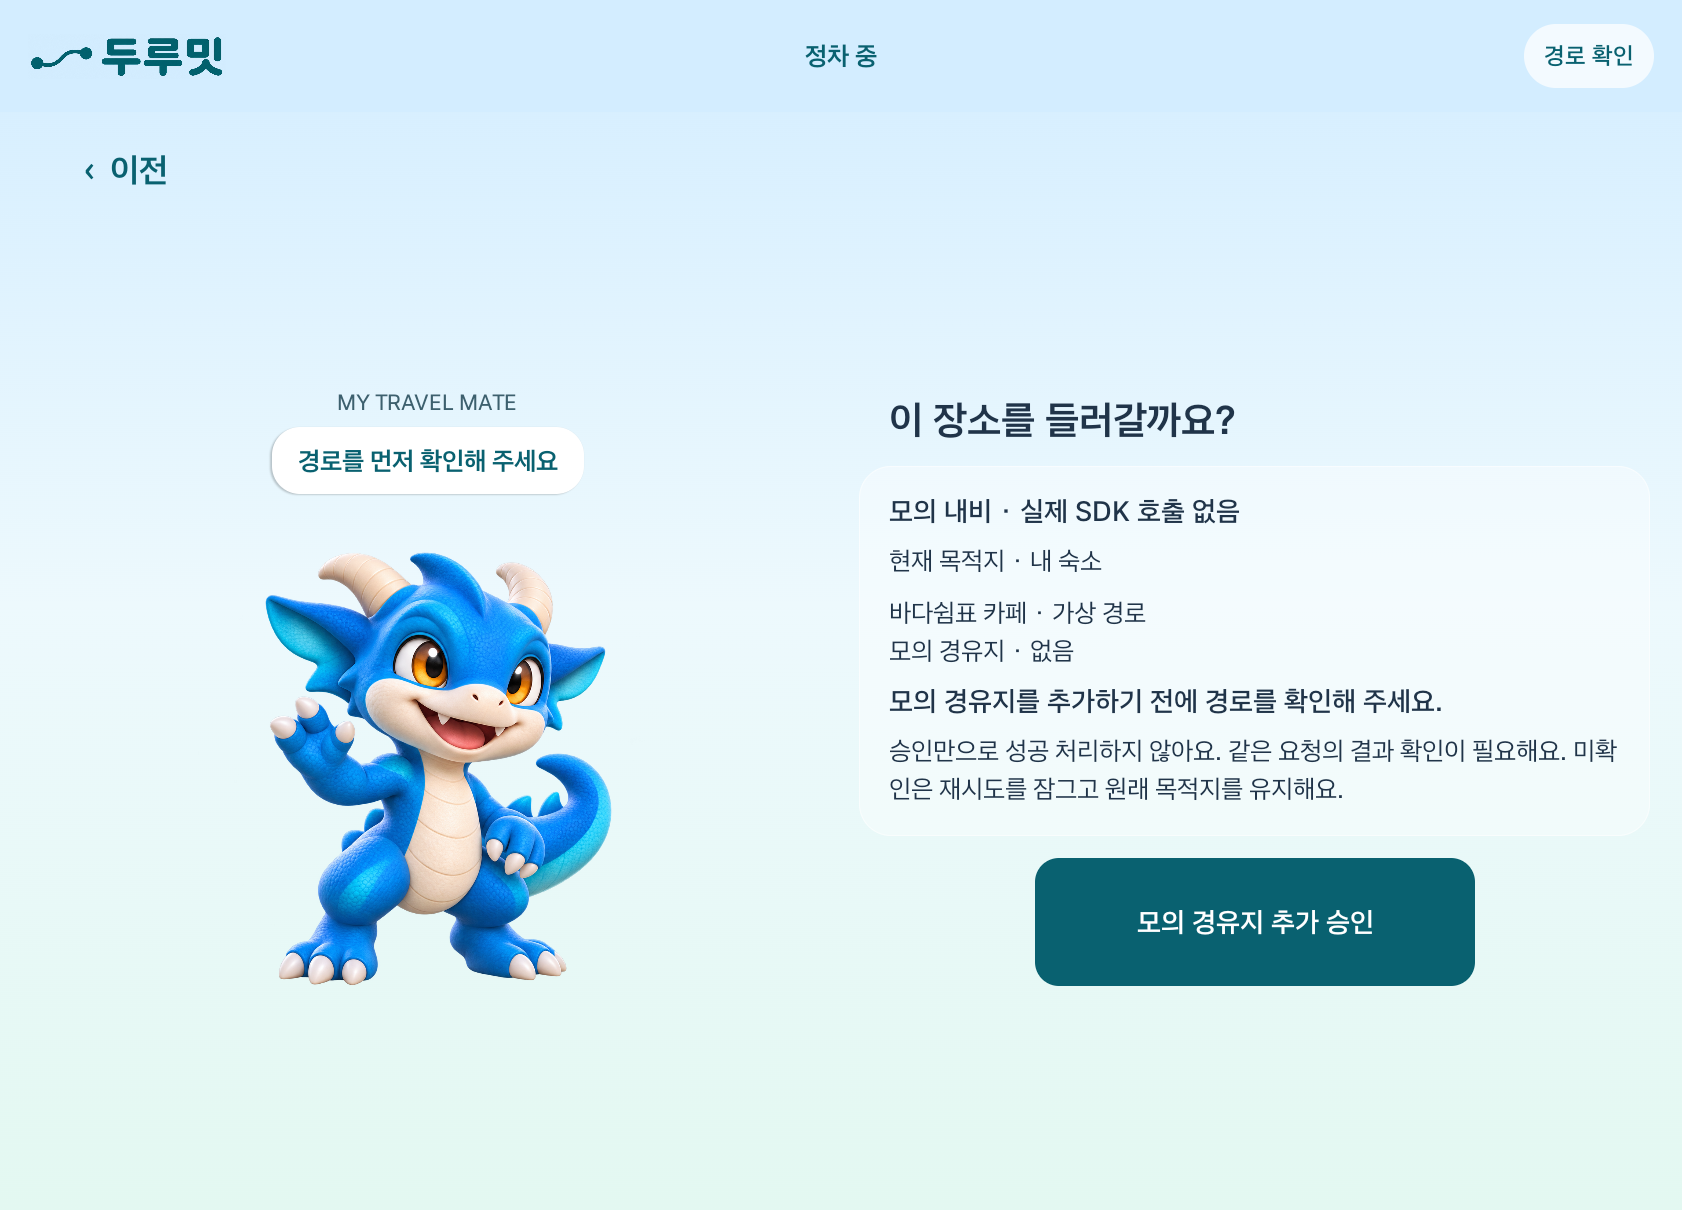 두루밋
정차 중
경로 확인
‹ 이전
MY TRAVEL MATE
경로를 먼저 확인해 주세요
이 장소를 들러갈까요?
모의 내비 · 실제 SDK 호출 없음
현재 목적지 · 내 숙소
바다쉼표 카페 · 가상 경로
모의 경유지 · 없음
모의 경유지를 추가하기 전에 경로를 확인해 주세요.
승인만으로 성공 처리하지 않아요. 같은 요청의 결과 확인이 필요해요. 미확
인은 재시도를 잠그고 원래 목적지를 유지해요.
모의 경유지 추가 승인